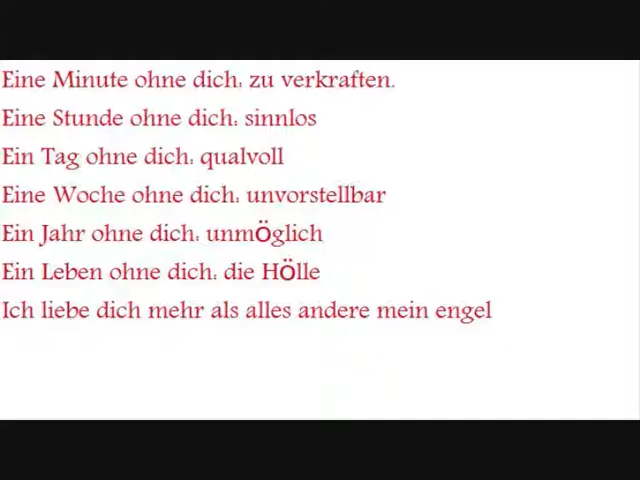 Eine Minute ohne dich: zu verkraften.
Eine Stunde ohne dich: sinnlos
Ein Tag ohne dich: qualvoll
Eine Woche ohne dich: unvorstellbar
Ein Jahr ohne dich: unmöglich
Ein Leben ohne dich: die Hölle
Ich liebe dich mehr als alles andere mein engel